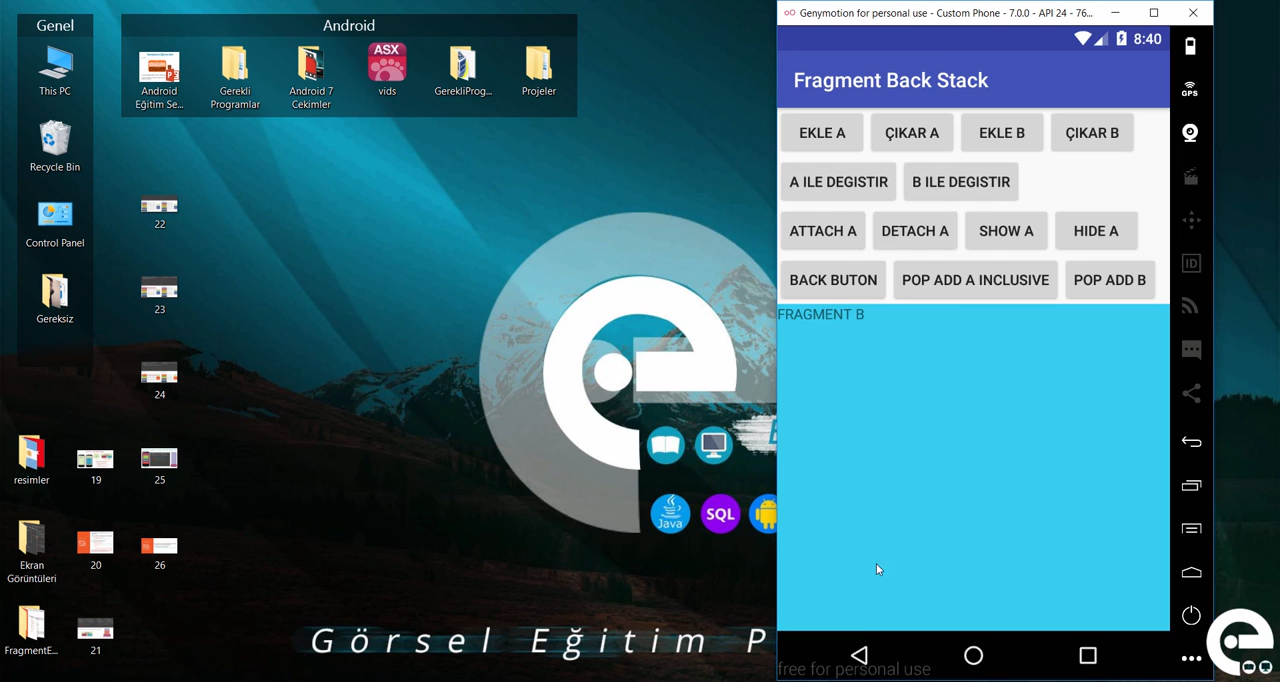 Genel
Android
This PC
Android
Eğitim Se...
Gerekli
Programlar
Android 7
Cekimler
ASX
vids
GerekliProg...
Projeler
Recycle Bin
22
Control Panel
23
Gereksiz
24
resimler
19
25
Ekran
Görüntüleri
20
26
FragmentE...
21
Java
SQL
Görsel Eğitim P
Genymotion for personal use - Custom Phone - 7.0.0 - API 24 - 76...
8:40
Fragment Back Stack
EKLE A
ÇIKAR A
EKLE B
ÇIKAR B
A ILE DEGISTIR
B ILE DEGISTIR
ATTACH A
DETACH A
SHOW A
HIDE A
BACK BUTON
POP ADD A INCLUSIVE
POP ADD B
FRAGMENT B
free for personal use
GPS
ID